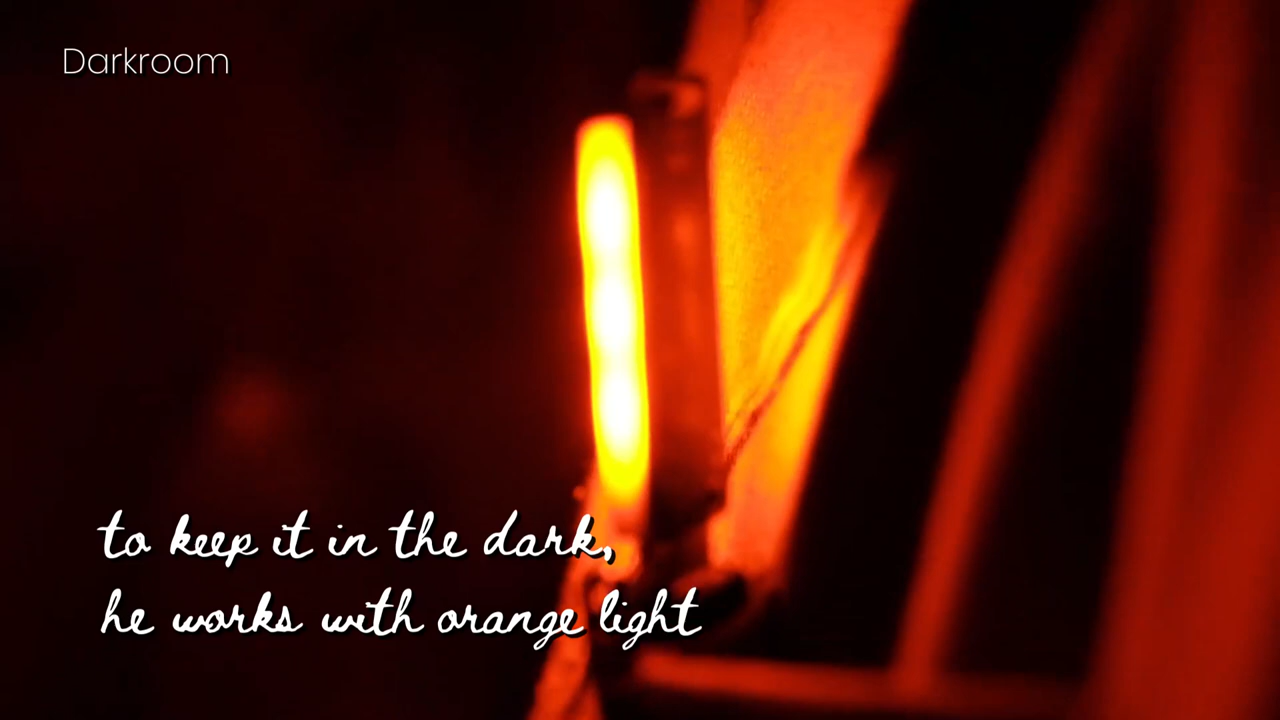 Darkroom
to keep it in the dark,
he works with orange light